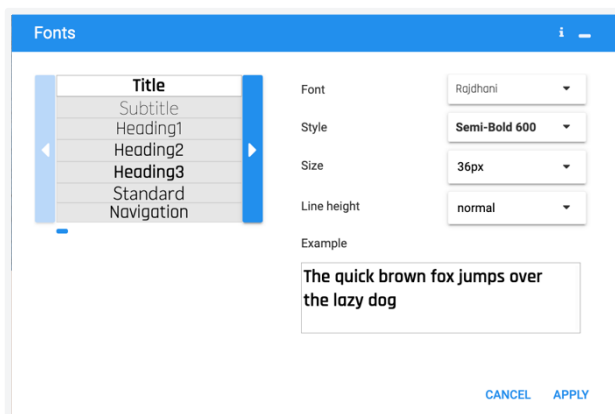 Fonts
i
Title
Subtitle
Heading1
Heading2
Heading3
Standard
Navigation
Font
Rajdhani
Style
Semi-Bold 600
Size
36px
Line height
normal
Example
The quick brown fox jumps over
the lazy dog
CANCEL
APPLY